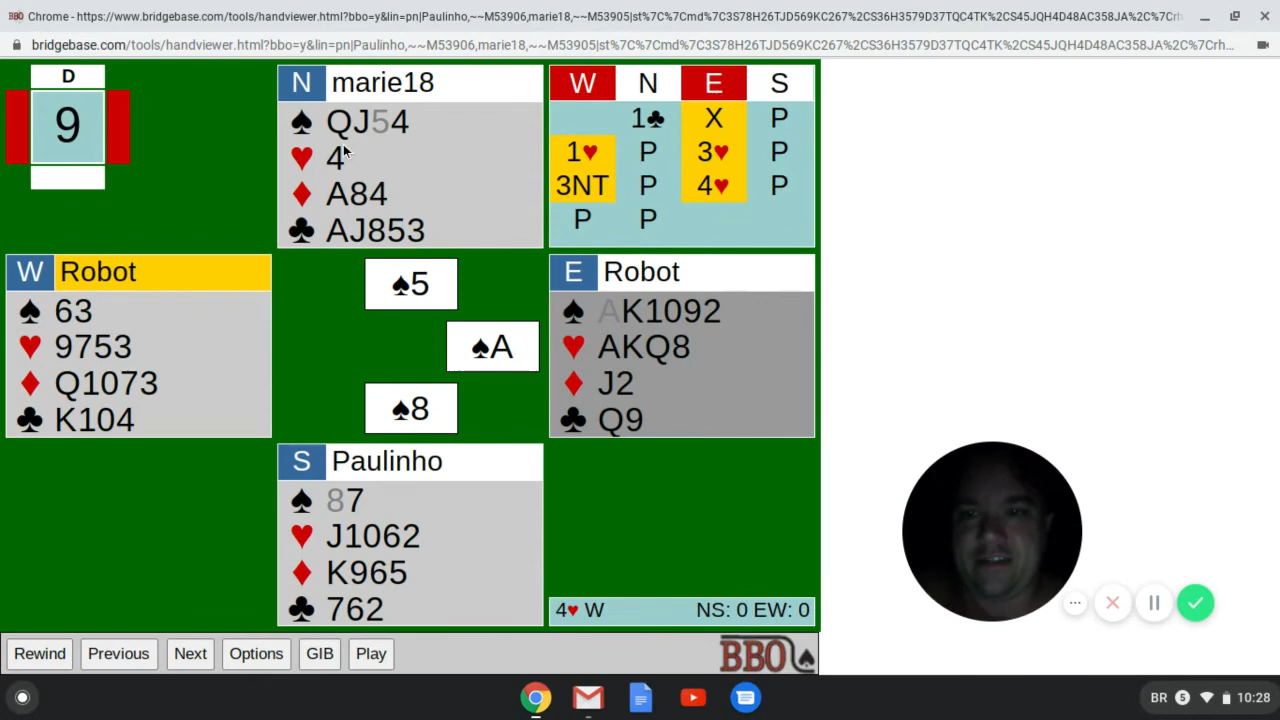 Chrome - https://www.bridgebase.com/tools/handviewer.html?bbo=y&lin=pn|Paulinho,~~M53906,marie18,~~M53905|st%7C%7Cmd%7C3S78H26TJD569KC267%2CS36H3579D37TQC4TK%2CS45JQH4D48AC358JA%2C%7Crh...
bridgebase.com/tools/handviewer.html?bbo=y&lin=pn|Paulinho,~~M53906,marie18,~~M53905|st%7C%7Cmd%7C3S78H26TJD569KC267%2CS36H3579D37TQC4TK%2CS45JQH4D48AC358JA%2C%7Crh...
D
9
N marie18
♠ QJ54
♥ 4
♦ A84
♣ AJ853
W N E S
1♣ X P
1♥ P 3♥ P
3NT P 4♥ P
P P
W Robot
♠ 63
♥ 9753
♦ Q1073
♣ K104
♠5
♠A
♠8
E Robot
♠ AK1092
♥ AKQ8
♦ J2
♣ Q9
S Paulinho
♠ 87
♥ J1062
♦ K965
♣ 762
4♥ W NS: 0 EW: 0
Rewind Previous Next Options GIB Play
BBO
BR 5 10:28